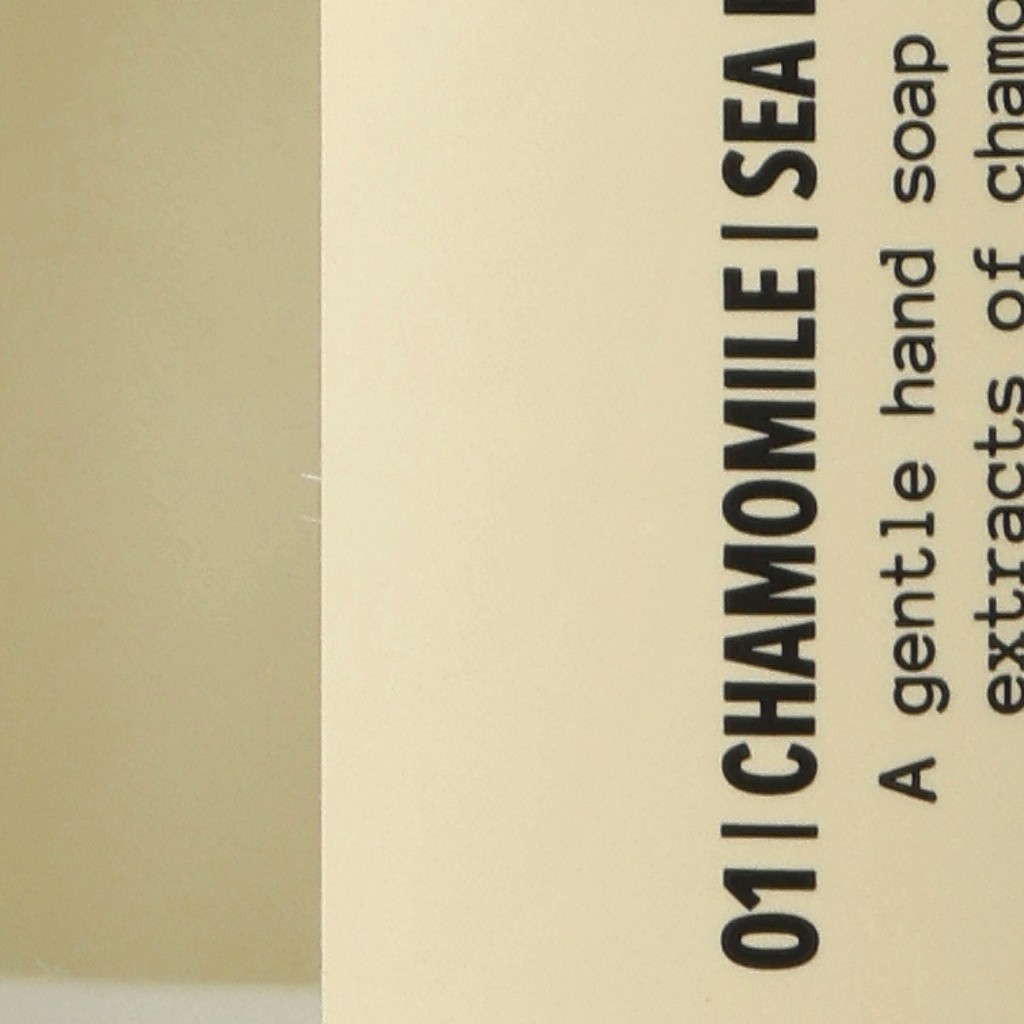 01 | CHAMOMILE | SEA
A gentle hand soap
extracts of